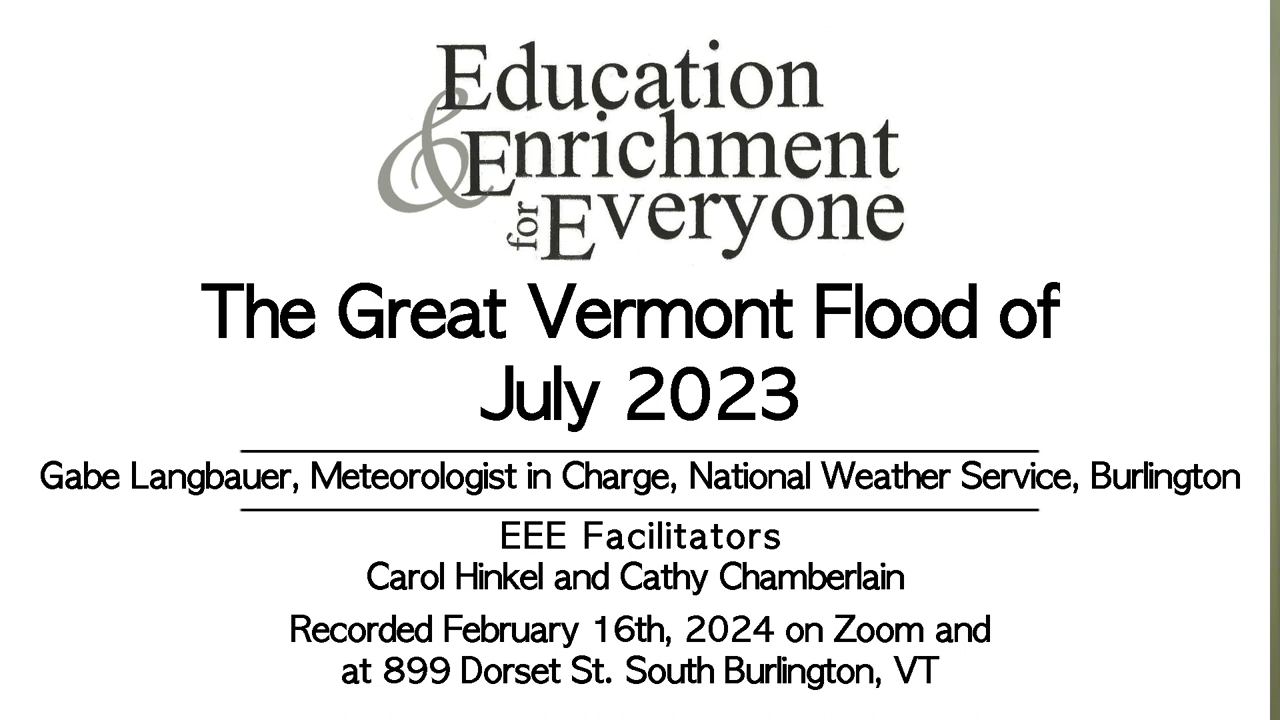 Education
& Enrichment
for Everyone
The Great Vermont Flood of
July 2023
Gabe Langbauer, Meteorologist in Charge, National Weather Service, Burlington
EEE Facilitators
Carol Hinkel and Cathy Chamberlain
Recorded February 16th, 2024 on Zoom and
at 899 Dorset St. South Burlington, VT